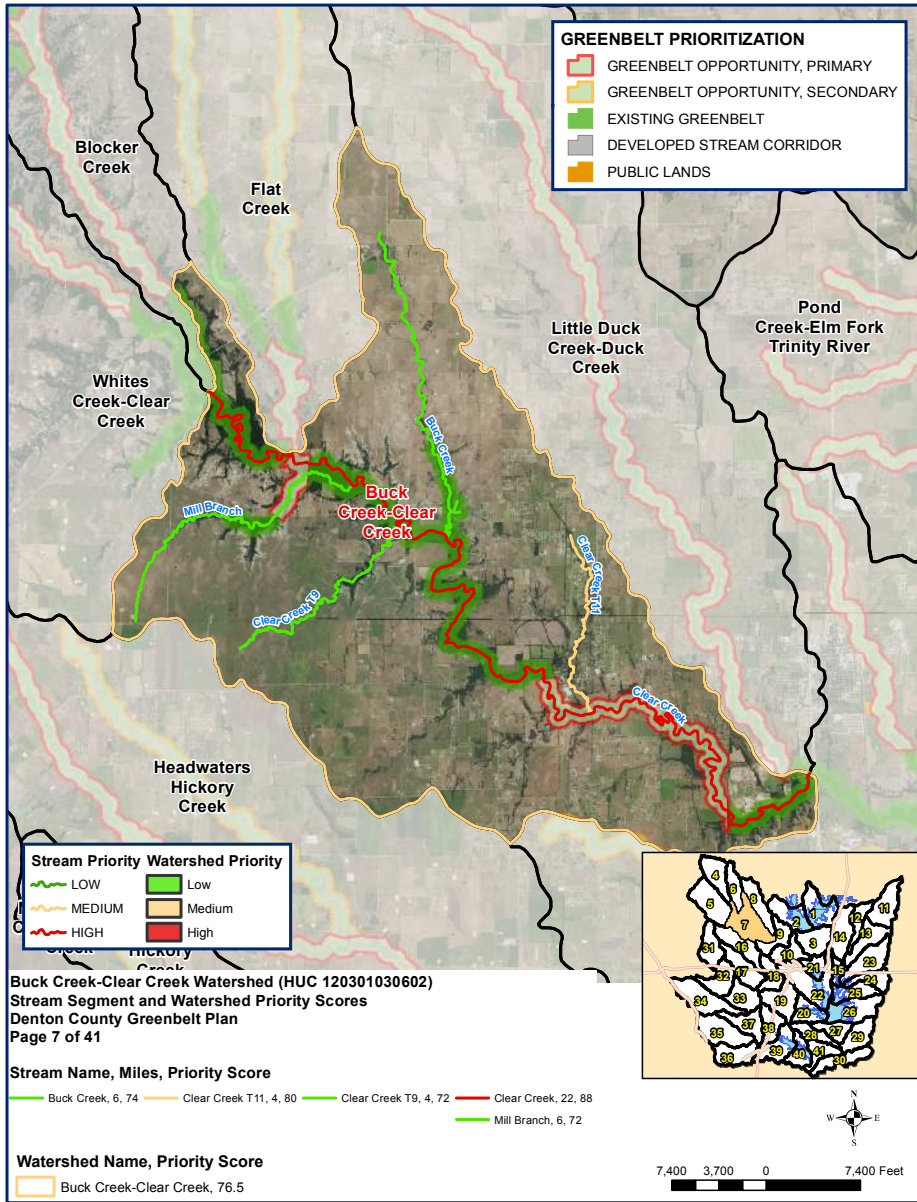 GREENBELT PRIORITIZATION
GREENBELT OPPORTUNITY, PRIMARY
GREENBELT OPPORTUNITY, SECONDARY
EXISTING GREENBELT
DEVELOPED STREAM CORRIDOR
PUBLIC LANDS
Blocker
Creek
Flat
Creek
Little Duck
Creek-Duck
Creek
Pond
Creek-Elm Fork
Trinity River
Whites
Creek-Clear
Creek
Buck Creek
Mill Branch
Buck
Creek-Clear
Creek
Clear Creek T9
Clear Creek T11
Clear Creek
Headwaters
Hickory
Creek
Stream Priority Watershed Priority
LOW Low
MEDIUM Medium
HIGH High
Hickory
Creek
Buck Creek-Clear Creek Watershed (HUC 120301030602)
Stream Segment and Watershed Priority Scores
Denton County Greenbelt Plan
Page 7 of 41
Stream Name, Miles, Priority Score
Buck Creek, 6, 74 Clear Creek T11, 4, 80 Clear Creek T9, 4, 72 Clear Creek, 22, 88
Mill Branch, 6, 72
Watershed Name, Priority Score
Buck Creek-Clear Creek, 76.5
4 6 8 5 7 2 1 12 11
9 3 14 13
31 16 10 23
32 17 18 21 15 24
34 33 19 22 25
20 26
35 37 38 28 27 29
36 39 40 41 30
N
W E
S
7,400 3,700 0 7,400 Feet